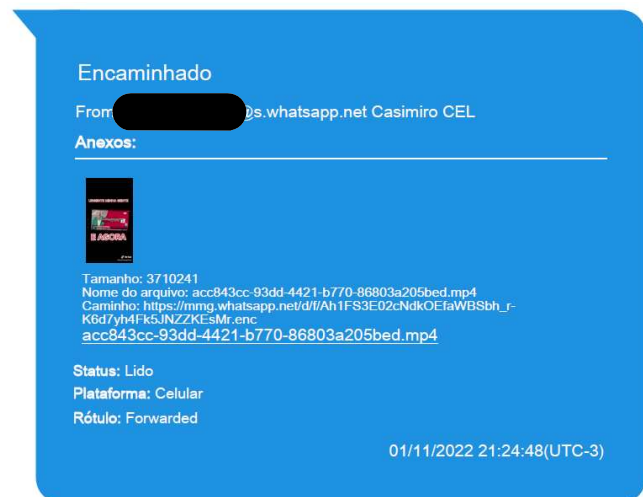 Encaminhado
From @s.whatsapp.net Casimiro CEL
Anexos:
E AGORA
Tamanho: 3710241
Nome do arquivo: acc843cc-93dd-4421-b770-86803a205bed.mp4
Caminho: https://mmg.whatsapp.net/d/f/Ah1FS3E02cNdkOEfaWBSbh_r-
K6d7yh4Fk5JNZZKEsMr.enc
acc843cc-93dd-4421-b770-86803a205bed.mp4
Status: Lido
Plataforma: Celular
Rótulo: Forwarded
01/11/2022 21:24:48(UTC-3)